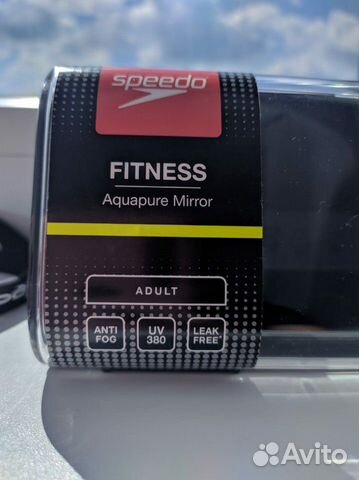 speedo
FITNESS
Aquapure Mirror
ADULT
ANTI FOG
UV 380
LEAK FREE*
Avito